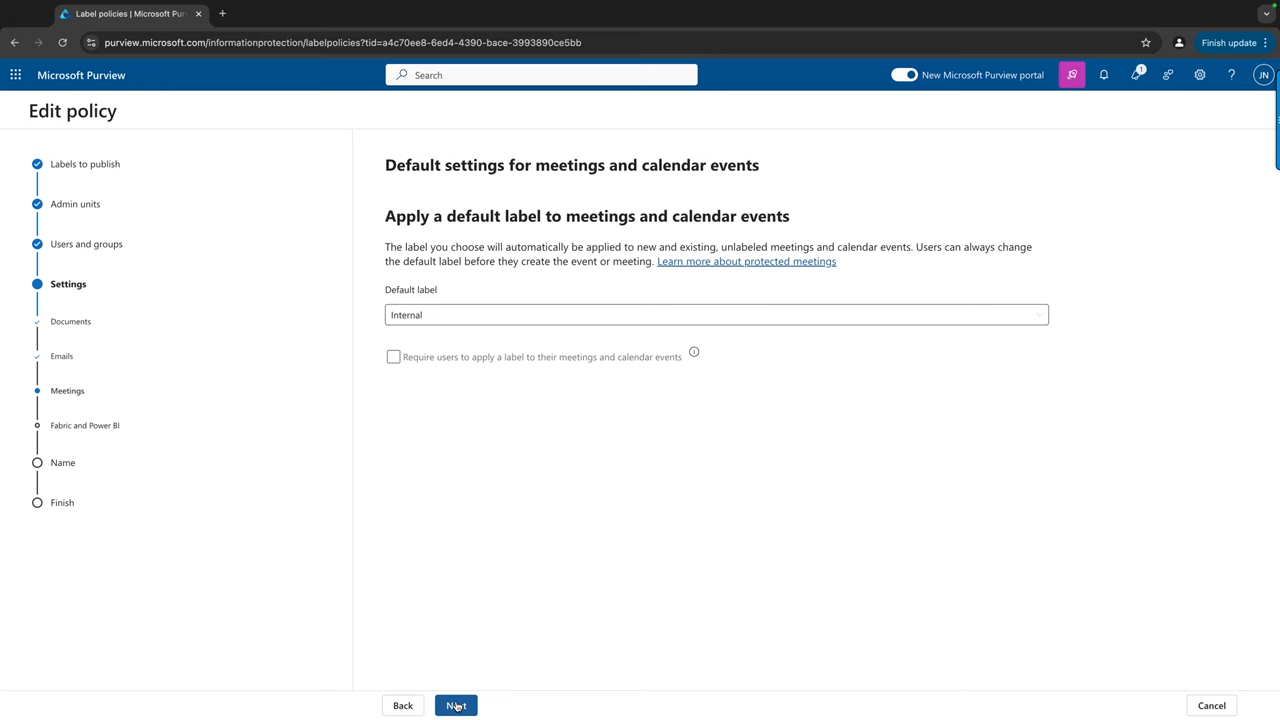 Label policies | Microsoft Pur
purview.microsoft.com/informationprotection/labelpolicies?tid=a4c70ee8-6ed4-4390-bace-3993890ce5bb
Finish update
Microsoft Purview
Search
New Microsoft Purview portal
1
JN
Edit policy
Labels to publish
Admin units
Users and groups
Settings
Documents
Emails
Meetings
Fabric and Power BI
Name
Finish
Default settings for meetings and calendar events
Apply a default label to meetings and calendar events
The label you choose will automatically be applied to new and existing, unlabeled meetings and calendar events. Users can always change
the default label before they create the event or meeting. Learn more about protected meetings
Default label
Internal
Require users to apply a label to their meetings and calendar events
Back
Next
Cancel